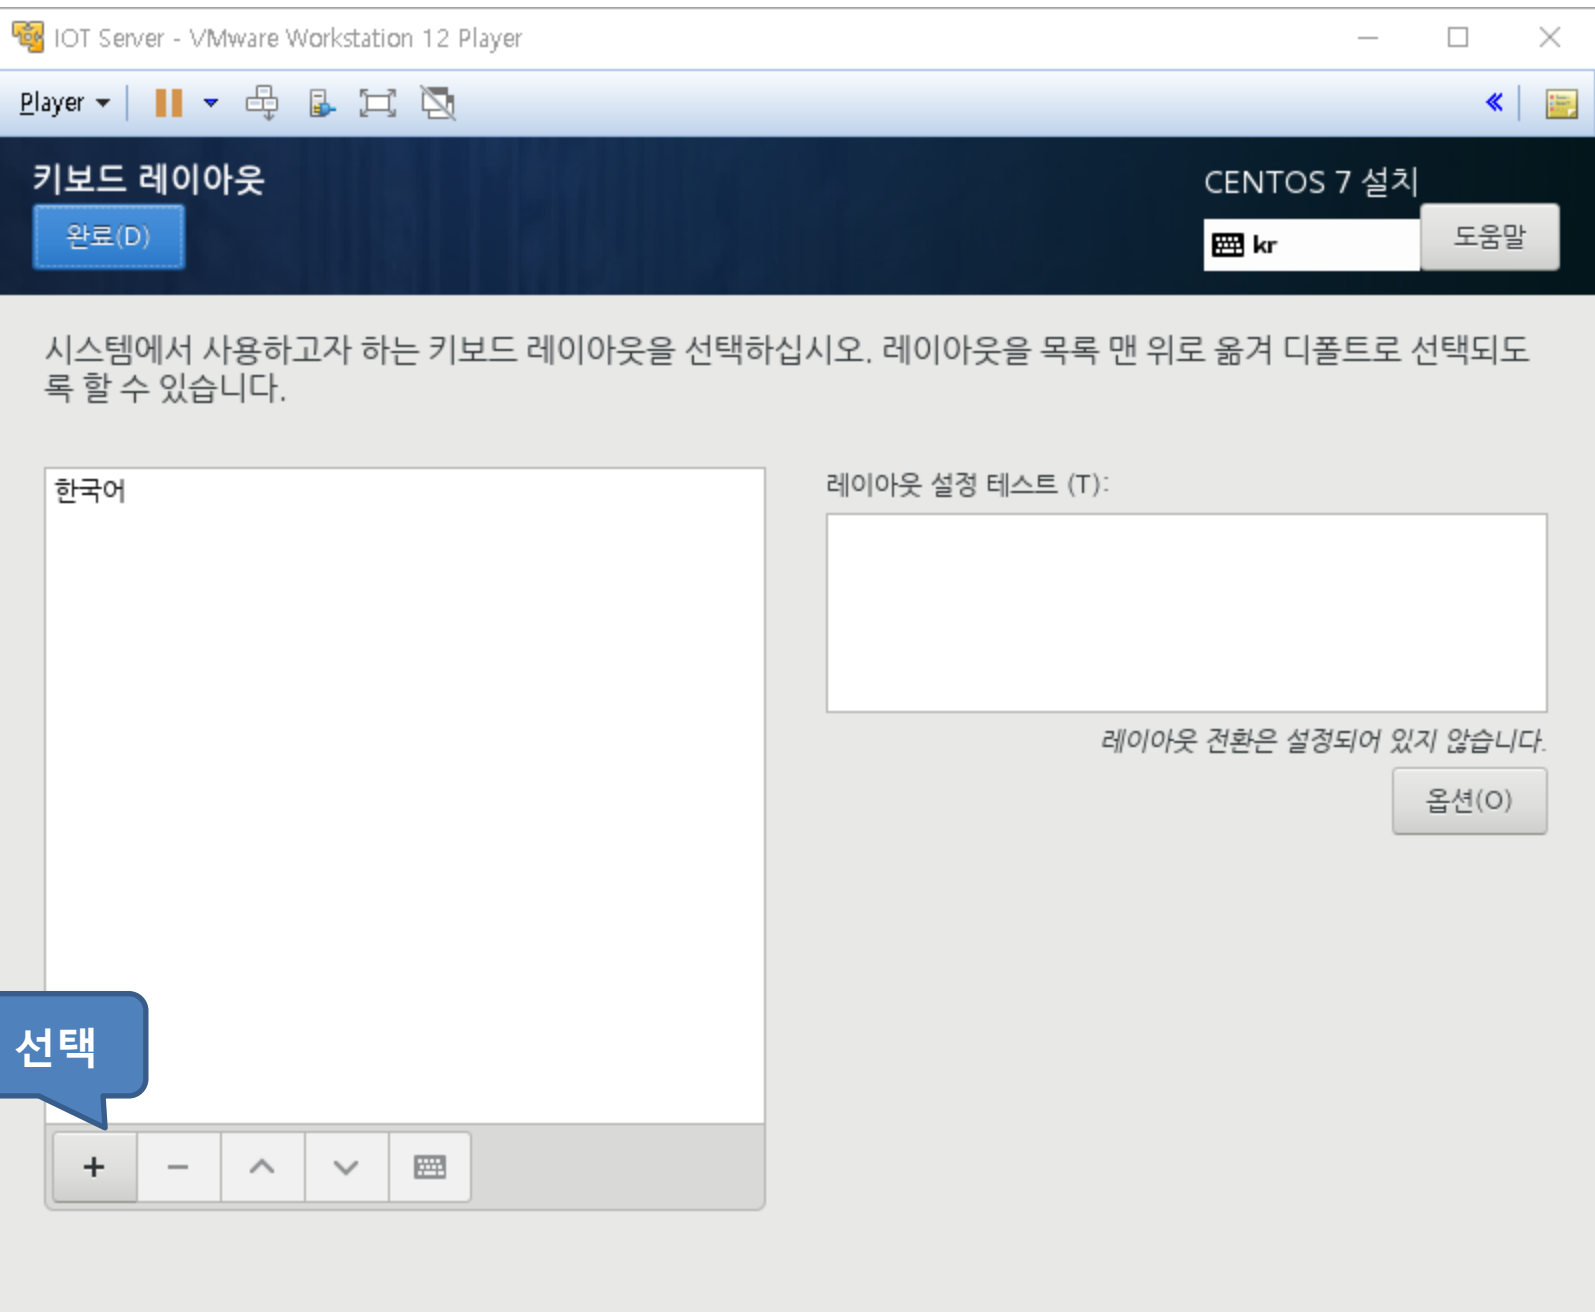 IOT Server - VMware Workstation 12 Player
Player
키보드 레이아웃
CENTOS 7 설치
완료(D)
kr
도움말
시스템에서 사용하고자 하는 키보드 레이아웃을 선택하십시오. 레이아웃을 목록 맨 위로 옮겨 디폴트로 선택되도
록 할 수 있습니다.
한국어
레이아웃 설정 테스트 (T):
레이아웃 전환은 설정되어 있지 않습니다.
옵션(O)
선택